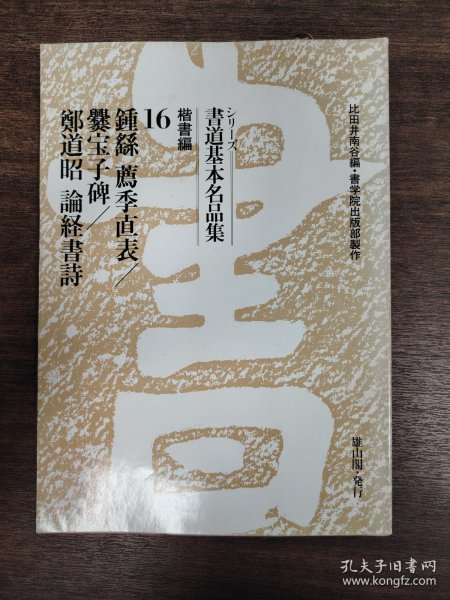 比田井南谷編・書学院出版部製作
シリーズ
書道基本名品集
楷書編
16
鍾繇 薦季直表／
爨宝子碑／
鄭道昭 論経書詩
雄山閣・発行
書
孔夫子旧书网
www.kongfz.com